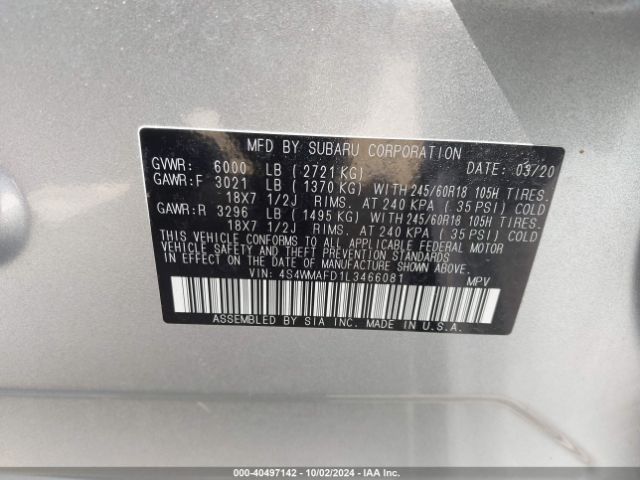 MFD BY SUBARU CORPORATION
GVWR: 6000 LB ( 2721 KG) DATE: 03/20
GAWR:F 3021 LB ( 1370 KG) WITH 245/60R18 105H TIRES.
18X7 1/2J RIMS. AT 240 KPA ( 35 PSI) COLD
GAWR:R 3296 LB ( 1495 KG) WITH 245/60R18 105H TIRES.
18X7 1/2J RIMS. AT 240 KPA ( 35 PSI) COLD
THIS VEHICLE CONFORMS TO ALL APPLICABLE FEDERAL MOTOR
VEHICLE SAFETY AND THEFT PREVENTION STANDARDS
IN EFFECT ON THE DATE OF MANUFACTURE SHOWN ABOVE.
VIN: 4S4WMAFD1L3466081 MPV
ASSEMBLED BY SIA INC. MADE IN U.S.A.
000-40497142 - 10/02/2024 - IAA Inc.